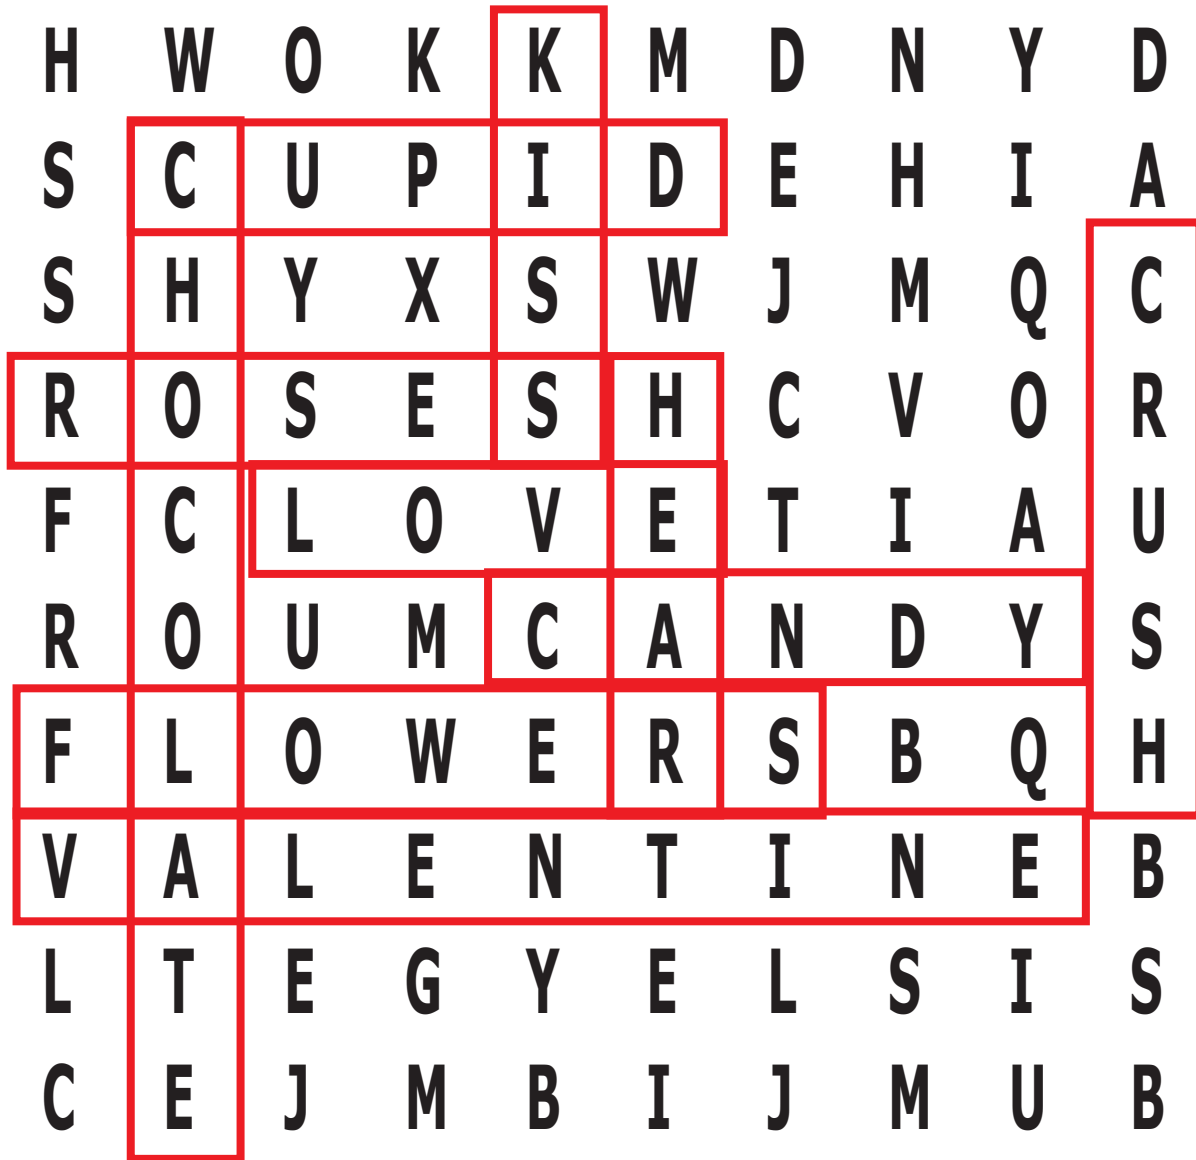 H W O K K M D N Y D
S C U P I D E H I A
S H Y X S W J M Q C
R O S E S H C V O R
F C L O V E T I A U
R O U M C A N D Y S
F L O W E R S B Q H
V A L E N T I N E B
L T E G Y E L S I S
C E J M B I J M U B